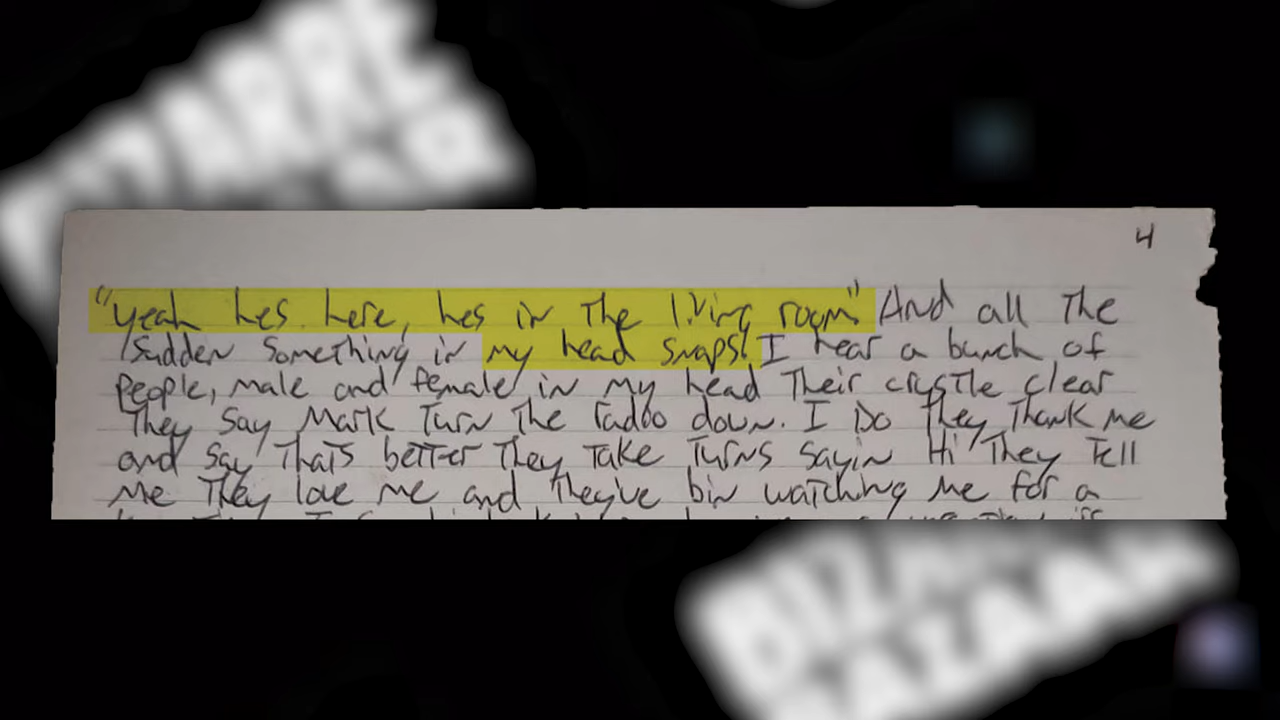 4
"yeah hes here, hes in The living room" And all The
sudden something in my head snaps! I hear a bunch of
people, male and female in my head Their crystle clear
They say Mark Turn The radoo down. I Do They Thank me
and say Thats better They Take Turns sayin Hi They Tell
me They love me and Theyive bin watching me for a